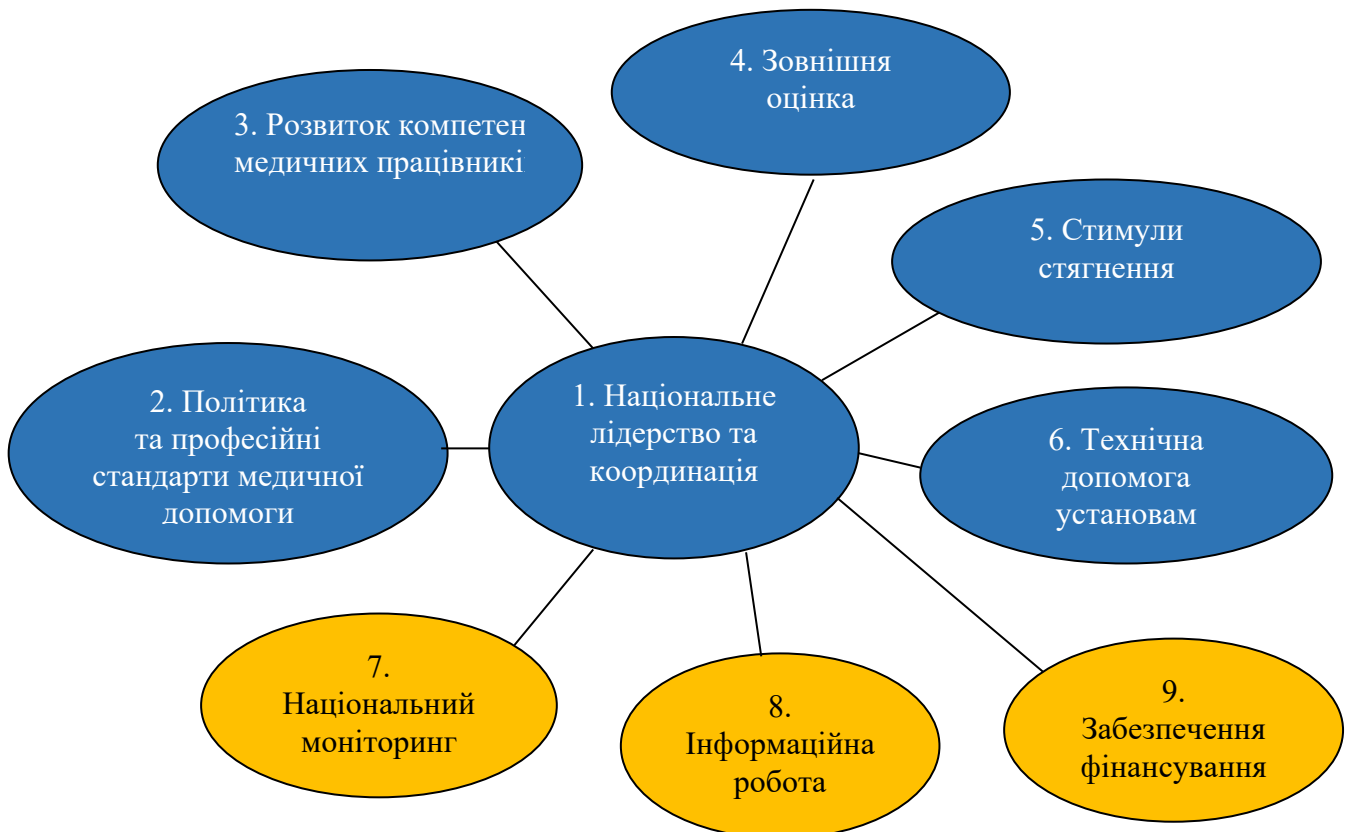 4. Зовнішня
оцінка
3. Розвиток компетен
медичних працівникі
5. Стимули
стягнення
2. Політика
та професійні
стандарти медичної
допомоги
1. Національне
лідерство та
координація
6. Технічна
допомога
установам
7.
Національний
моніторинг
8.
Інформаційна
робота
9.
Забезпечення
фінансування